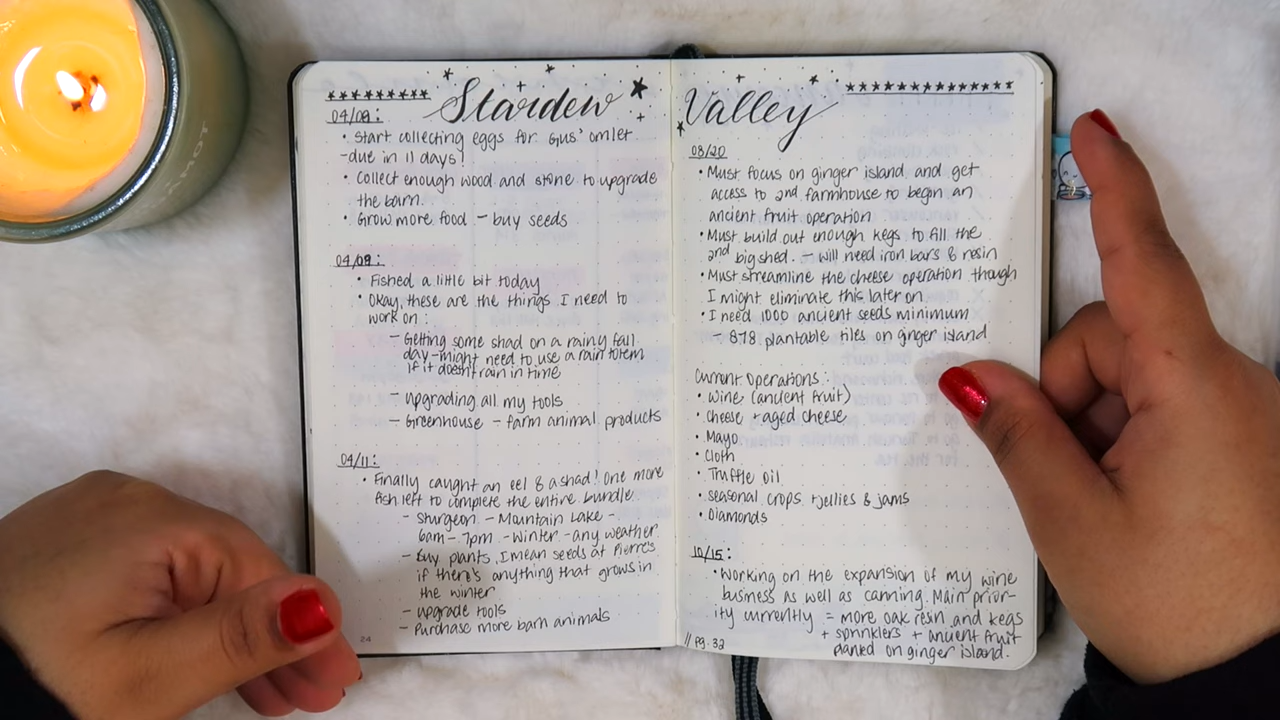 Stardew Valley
04/08:
• Start collecting eggs for Gus' omlet
- due in 11 days!
• Collect enough wood and stone to upgrade
the barn.
• Grow more food - buy seeds
04/09:
• Fished a little bit today
• Okay, these are the things I need to
work on:
- Getting some shad on a rainy fall
day - might need to use a rain totem
if it doesn't rain in time
- upgrading all my tools
- Greenhouse - farm animal products
04/11:
• Finally caught an eel & a shad! One more
fish left to complete the entire bundle.
- Sturgeon - Mountain Lake -
6am - 7pm - Winter - any weather
- Buy plants, I mean seeds at Pierre's
if there's anything that grows in
the winter
- upgrade tools
- purchase more barn animals
24
08/20
• Must focus on ginger island and get
access to 2nd farmhouse to begin an
ancient fruit operation
• Must build out enough kegs to fill the
2nd big shed. - will need iron bars & resin
• Must streamline the cheese operation though
I might eliminate this later on
• I need 1000 ancient seeds minimum
- 878 plantable tiles on ginger island
Current Operations:
• Wine (ancient fruit)
• Cheese + aged cheese
• Mayo
• Cloth
• Truffle Oil
• Seasonal crops + jellies & jams
• Diamonds
10/15:
• Working on the expansion of my wine
business as well as canning. Main prior-
ity currently = more oak resin and kegs
+ sprinklers + ancient fruit
// pg. 32
planted on ginger island.